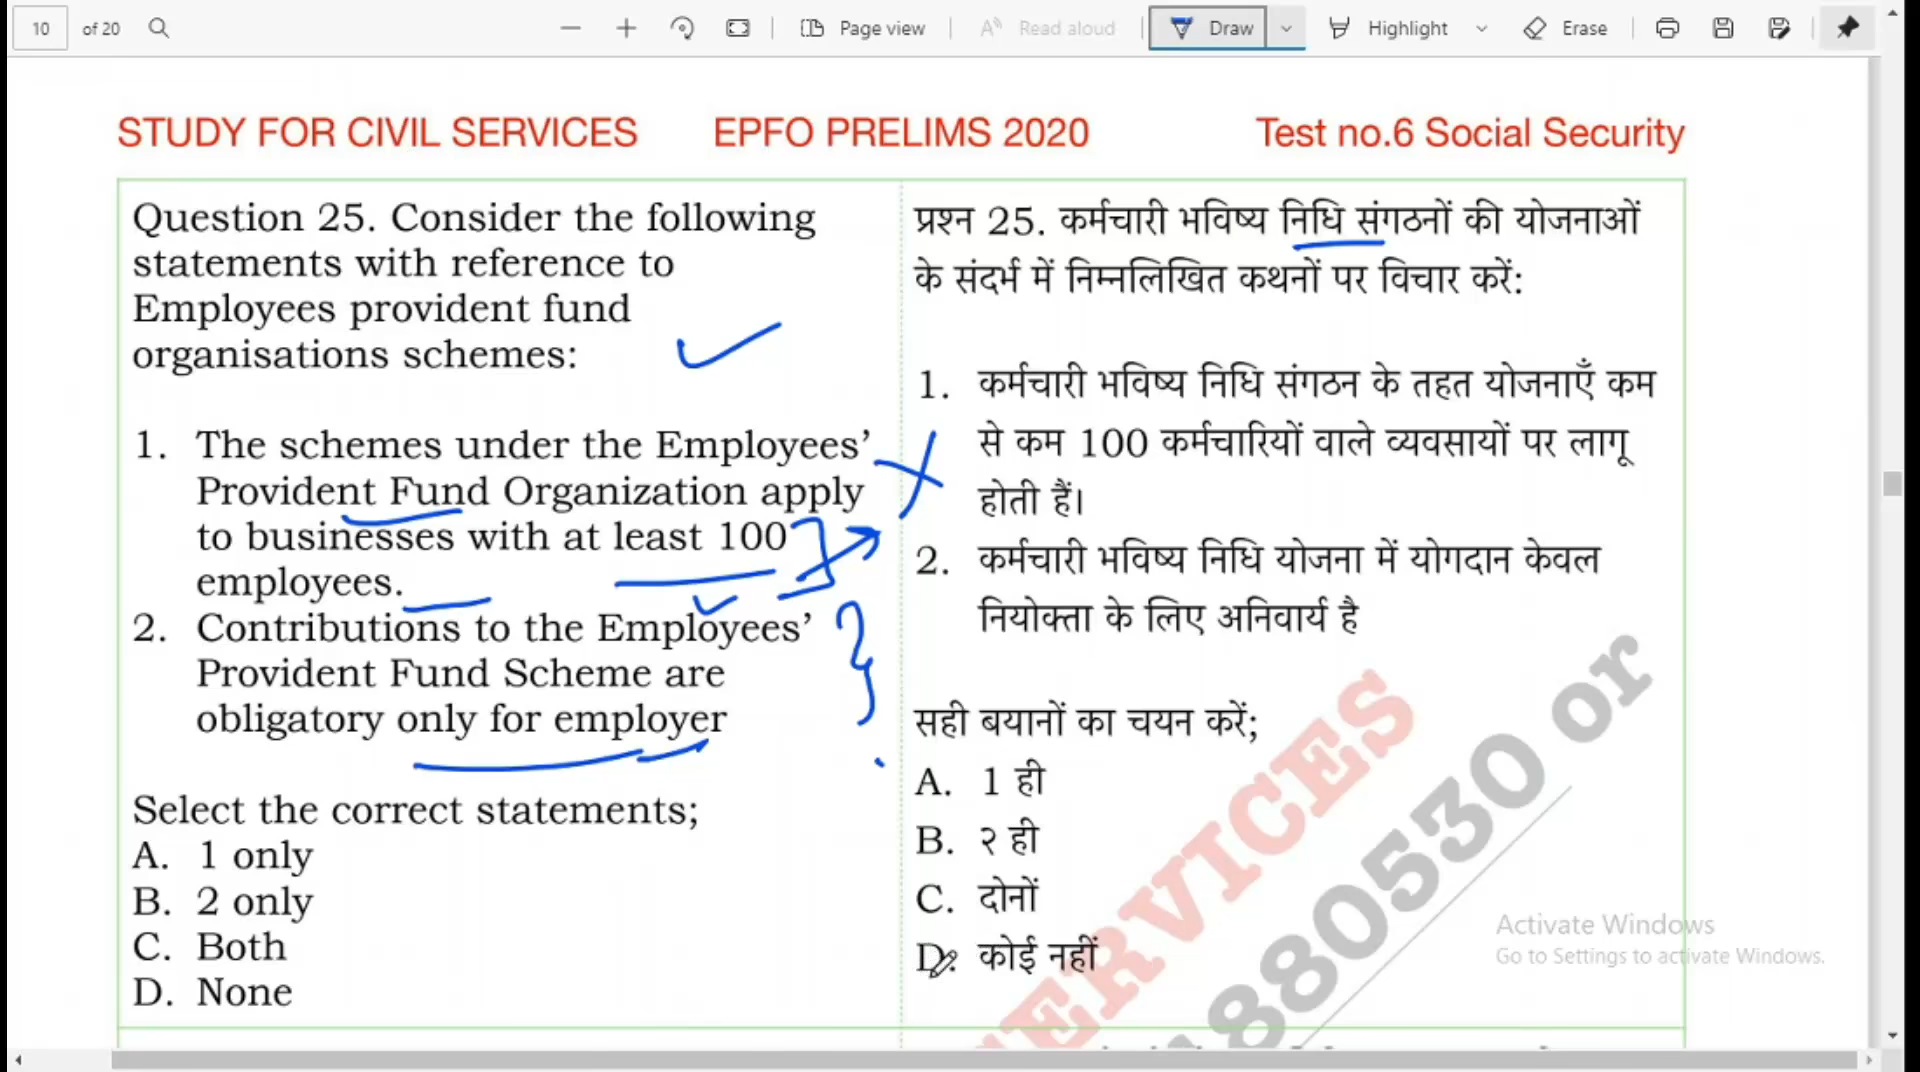 10 of 20 Page view Read aloud Draw Highlight Erase
STUDY FOR CIVIL SERVICES EPFO PRELIMS 2020 Test no.6 Social Security
Question 25. Consider the following
statements with reference to
Employees provident fund
organisations schemes:
1. The schemes under the Employees’
Provident Fund Organization apply
to businesses with at least 100
employees.
2. Contributions to the Employees’
Provident Fund Scheme are
obligatory only for employer
Select the correct statements;
A. 1 only
B. 2 only
C. Both
D. None
प्रश्न 25. कर्मचारी भविष्य निधि संगठनों की योजनाओं
के संदर्भ में निम्नलिखित कथनों पर विचार करें:
1. कर्मचारी भविष्य निधि संगठन के तहत योजनाएँ कम
से कम 100 कर्मचारियों वाले व्यवसायों पर लागू
होती हैं।
2. कर्मचारी भविष्य निधि योजना में योगदान केवल
नियोक्ता के लिए अनिवार्य है
सही बयानों का चयन करें;
A. 1 ही
B. २ ही
C. दोनों
D. कोई नहीं
ERVICES
880530 or
Activate Windows
Go to Settings to activate Windows.